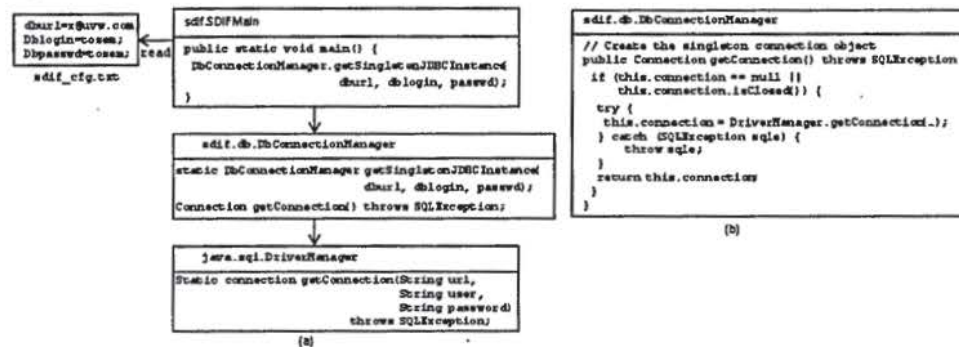 dburl=x@uvw.com
Dblogin=tosem;
Dbpasswd=tosem;
sdif_cfg.txt
read
sdif.SDIFMain
public static void main() {
DbConnectionManager.getSingletonJDBCInstance(
dburl, dblogin, passwd);
}
sdif.db.DbConnectionManager
static DbConnectionManager getSingletonJDBCInstance(
dburl, dblogin, passwd);
Connection getConnection() throws SQLException;
java.sql.DriverManager
Static connection getConnection(String url,
String user,
String password)
throws SQLException;
(a)
sdif.db.DbConnectionManager
// Create the singleton connection object
public Connection getConnection() throws SQLException
if (this.connection == null ||
this.connection.isClosed()) {
try {
this.connection = DriverManager.getConnection(…);
} catch (SQLException sqle) {
throw sqle;
}
return this.connection;
}
}
(b)